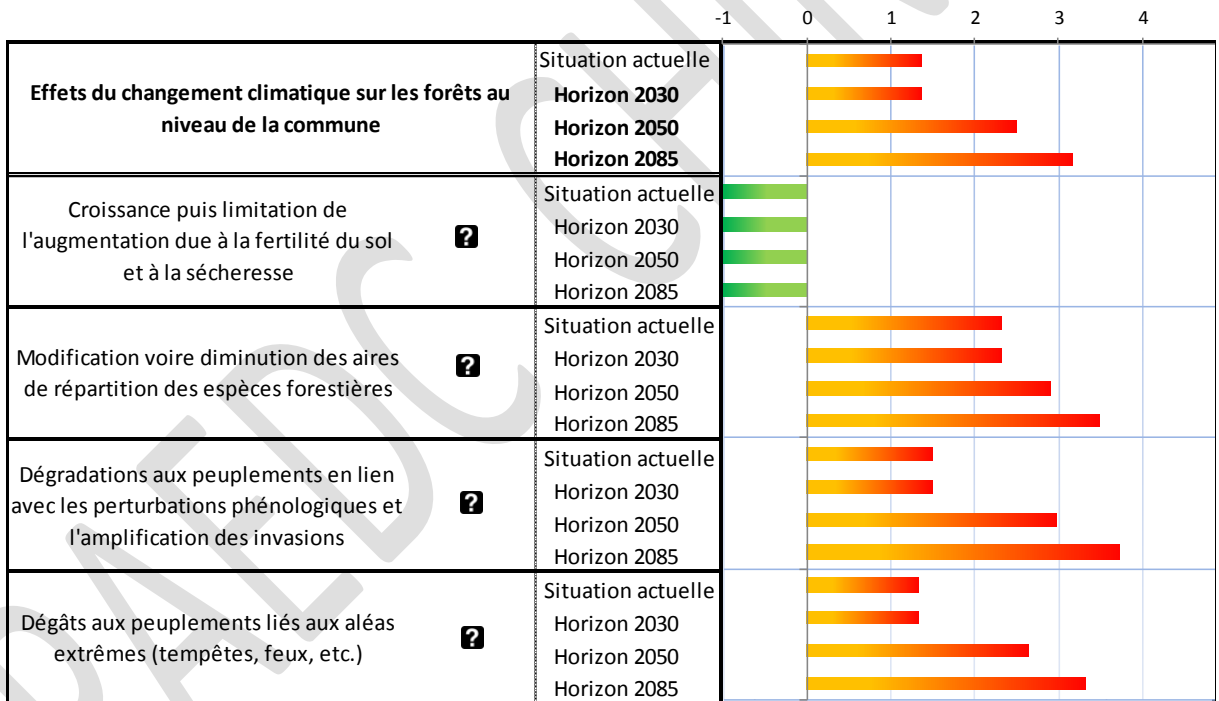 -1 0 1 2 3 4
Effets du changement climatique sur les forêts au
niveau de la commune
Situation actuelle
Horizon 2030
Horizon 2050
Horizon 2085
Croissance puis limitation de
l'augmentation due à la fertilité du sol
et à la sécheresse
?
Situation actuelle
Horizon 2030
Horizon 2050
Horizon 2085
Modification voire diminution des aires
de répartition des espèces forestières
?
Situation actuelle
Horizon 2030
Horizon 2050
Horizon 2085
Dégradations aux peuplements en lien
avec les perturbations phénologiques et
l'amplification des invasions
?
Situation actuelle
Horizon 2030
Horizon 2050
Horizon 2085
Dégâts aux peuplements liés aux aléas
extrêmes (tempêtes, feux, etc.)
?
Situation actuelle
Horizon 2030
Horizon 2050
Horizon 2085
PAEDC